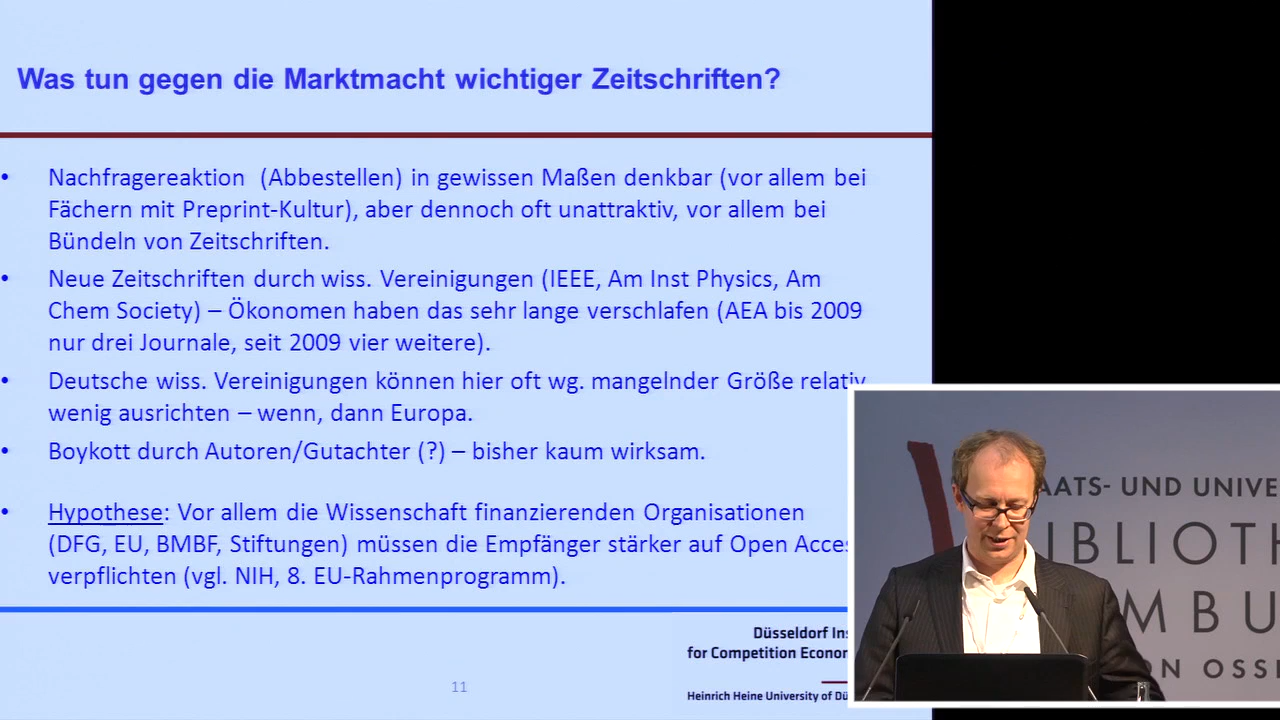 Was tun gegen die Marktmacht wichtiger Zeitschriften?
• Nachfragereaktion (Abbestellen) in gewissen Maßen denkbar (vor allem bei
Fächern mit Preprint-Kultur), aber dennoch oft unattraktiv, vor allem bei
Bündeln von Zeitschriften.
• Neue Zeitschriften durch wiss. Vereinigungen (IEEE, Am Inst Physics, Am
Chem Society) – Ökonomen haben das sehr lange verschlafen (AEA bis 2009
nur drei Journale, seit 2009 vier weitere).
• Deutsche wiss. Vereinigungen können hier oft wg. mangelnder Größe relativ
wenig ausrichten – wenn, dann Europa.
• Boykott durch Autoren/Gutachter (?) – bisher kaum wirksam.
• Hypothese: Vor allem die Wissenschaft finanzierenden Organisationen
(DFG, EU, BMBF, Stiftungen) müssen die Empfänger stärker auf Open Acces
verpflichten (vgl. NIH, 8. EU-Rahmenprogramm).
Düsseldorf Ins
for Competition Econo
11
Heinrich Heine University of Dü
AATS- UND UNIVE
IBLIOTH
MBU
ON OSSI